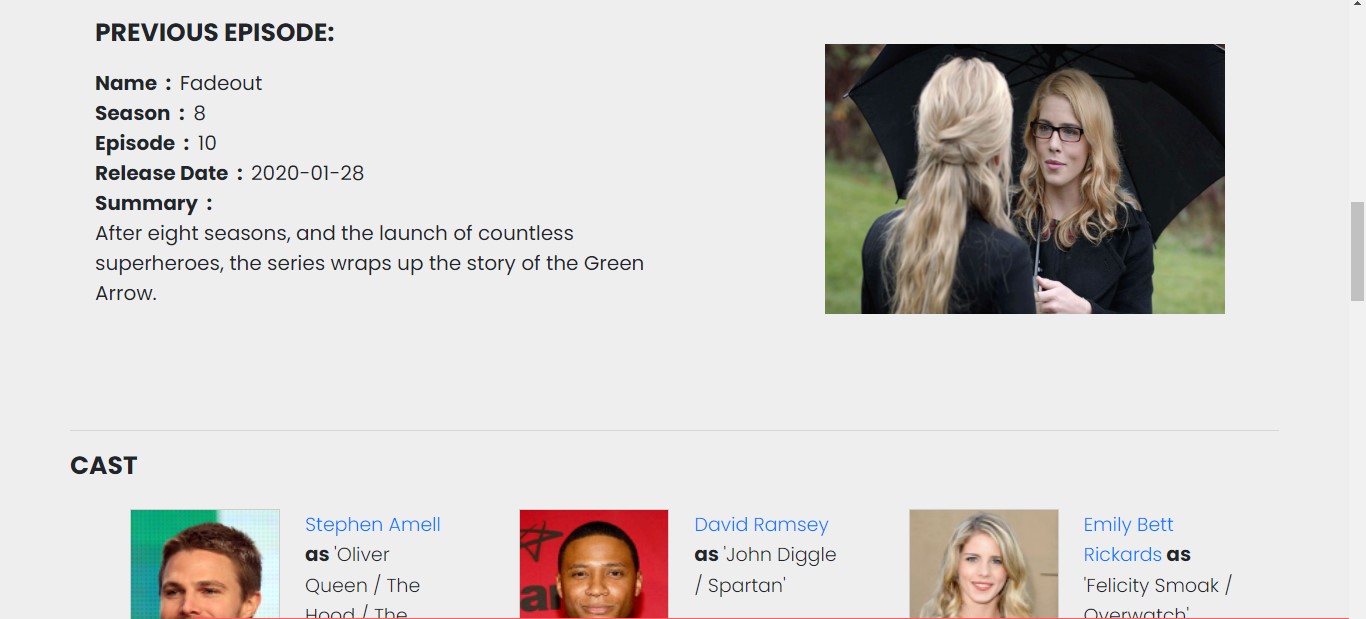 PREVIOUS EPISODE:
Name : Fadeout
Season : 8
Episode : 10
Release Date : 2020-01-28
Summary :
After eight seasons, and the launch of countless
superheroes, the series wraps up the story of the Green
Arrow.
CAST
Stephen Amell
as 'Oliver
Queen / The
Hood / The
David Ramsey
as 'John Diggle
/ Spartan'
Emily Bett
Rickards as
'Felicity Smoak /
Overwatch'